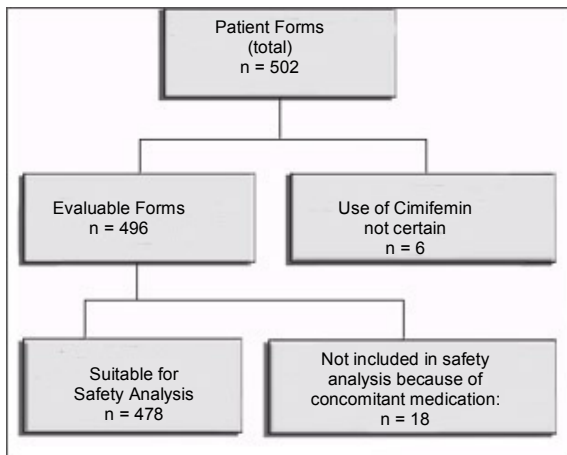 Patient Forms
(total)
n = 502
Evaluable Forms
n = 496
Use of Cimifemin
not certain
n = 6
Suitable for
Safety Analysis
n = 478
Not included in safety
analysis because of
concomitant medication:
n = 18